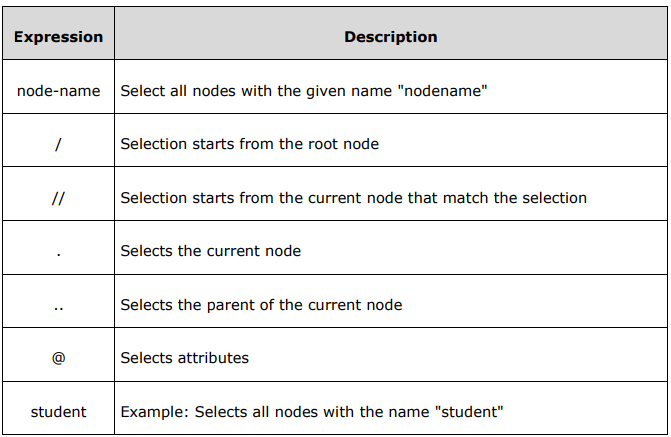 Expression Description
node-name Select all nodes with the given name "nodename"
/ Selection starts from the root node
// Selection starts from the current node that match the selection
. Selects the current node
.. Selects the parent of the current node
@ Selects attributes
student Example: Selects all nodes with the name "student"